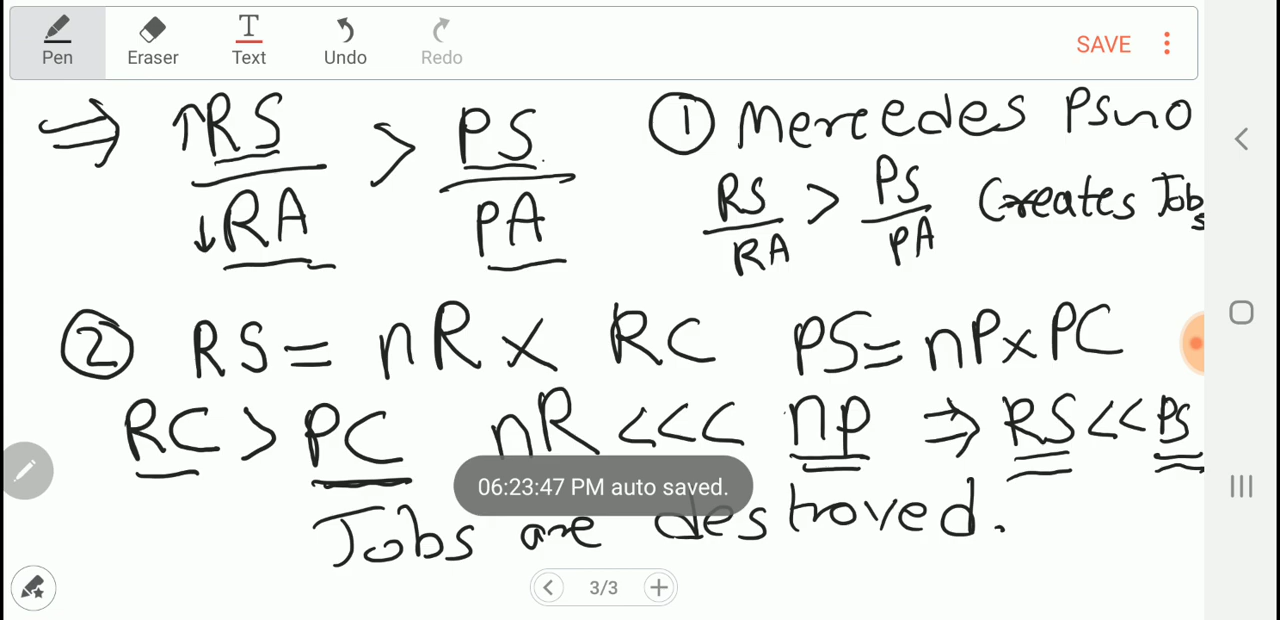 Pen Eraser Text Undo Redo SAVE
⇒ ↑RS/↓RA > PS/PA
① Mercedes PS no
RS/RA > PS/PA Creates Jobs
② RS = nR × RC PS = nP × PC
RC > PC nR <<< np ⇒ RS << PS
06:23:47 PM auto saved.
Jobs are destroyed.
3/3